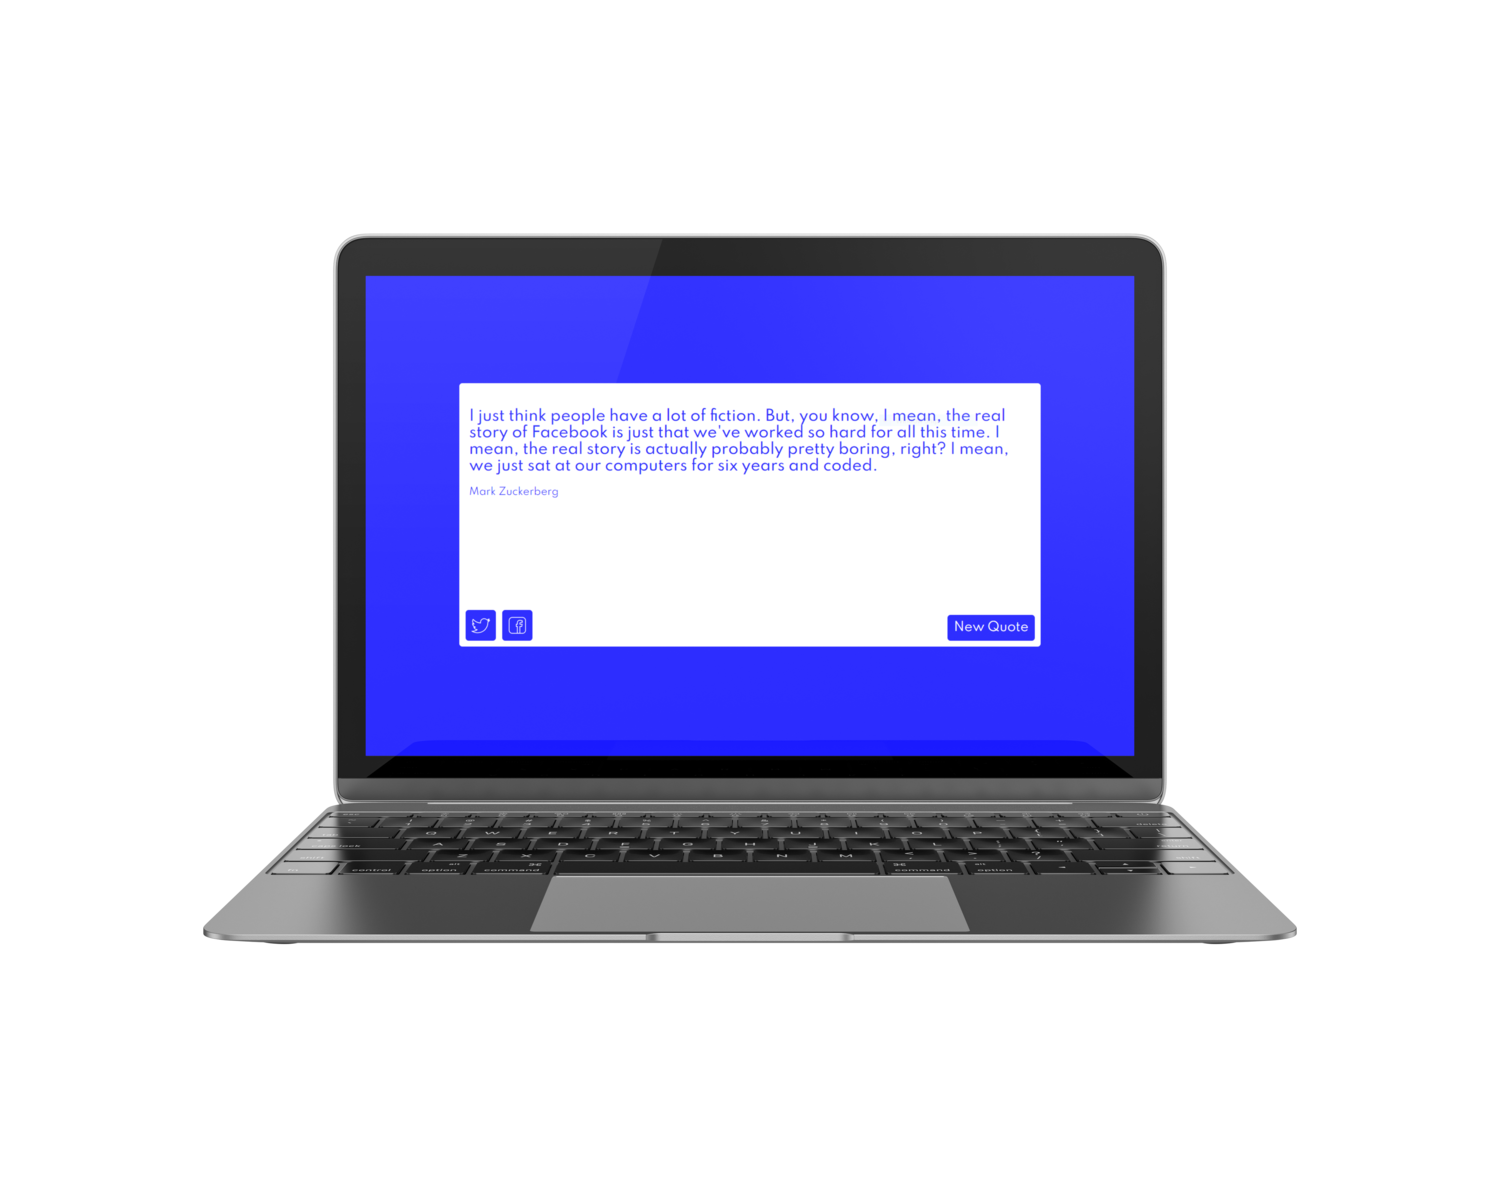 I just think people have a lot of fiction. But, you know, I mean, the real
story of Facebook is just that we've worked so hard for all this time. I
mean, the real story is actually probably pretty boring, right? I mean,
we just sat at our computers for six years and coded.
Mark Zuckerberg
New Quote
Q W E R T Y U I O P
A S D F G H J K L
Z X C V B N M
control option command command option